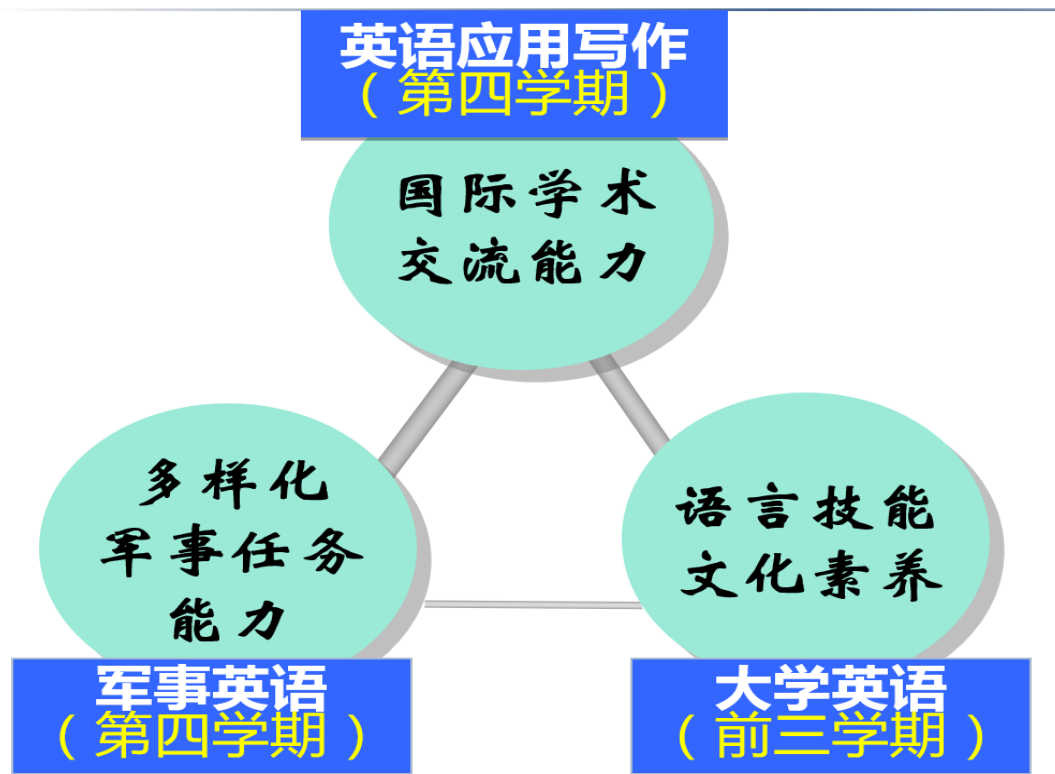 英语应用写作
（第四学期）
国际学术
交流能力
多样化
军事任务
能力
军事英语
（第四学期）
语言技能
文化素养
大学英语
（前三学期）